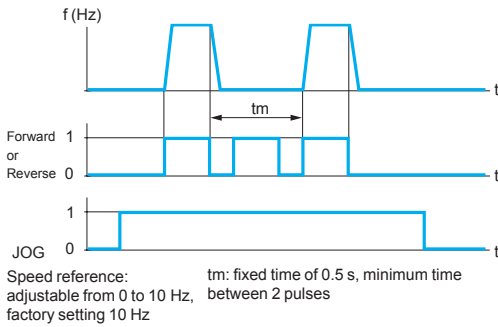 f (Hz)
t
tm
Forward
or
Reverse
1
0
t
1
0
JOG
t
Speed reference:
adjustable from 0 to 10 Hz,
factory setting 10 Hz
tm: fixed time of 0.5 s, minimum time
between 2 pulses